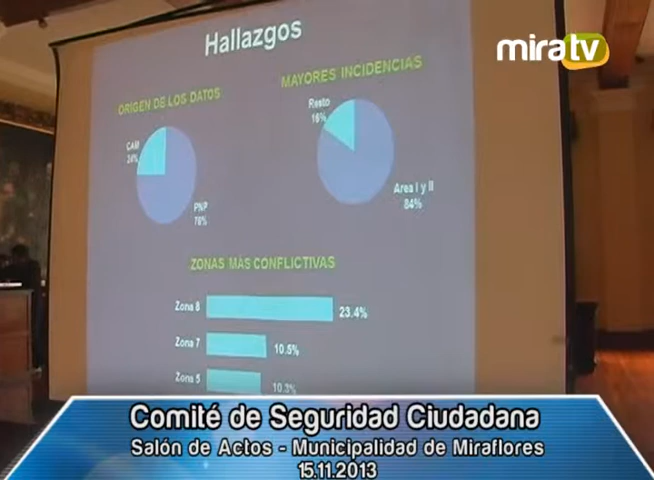 Hallazgos
miratv
ORIGEN DE LOS DATOS
MAYORES INCIDENCIAS
CAM
24%
PNP
76%
Resto
16%
Area I y II
84%
ZONAS MÁS CONFLICTIVAS
Zona 8
23.4%
Zona 7
10.5%
Zona 5
10.3%
Comité de Seguridad Ciudadana
Salón de Actos - Municipalidad de Miraflores
15.11.2013